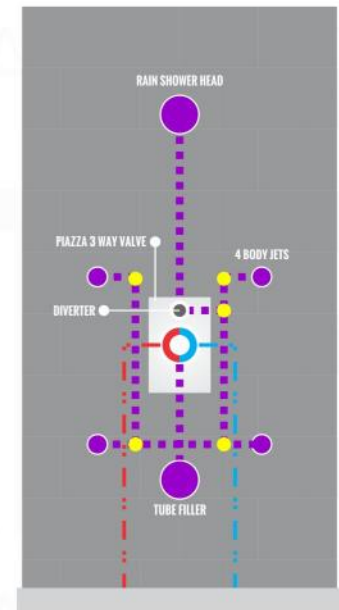 RAIN SHOWER HEAD
PIAZZA 3 WAY VALVE
4 BODY JETS
DIVERTER
TUBE FILLER